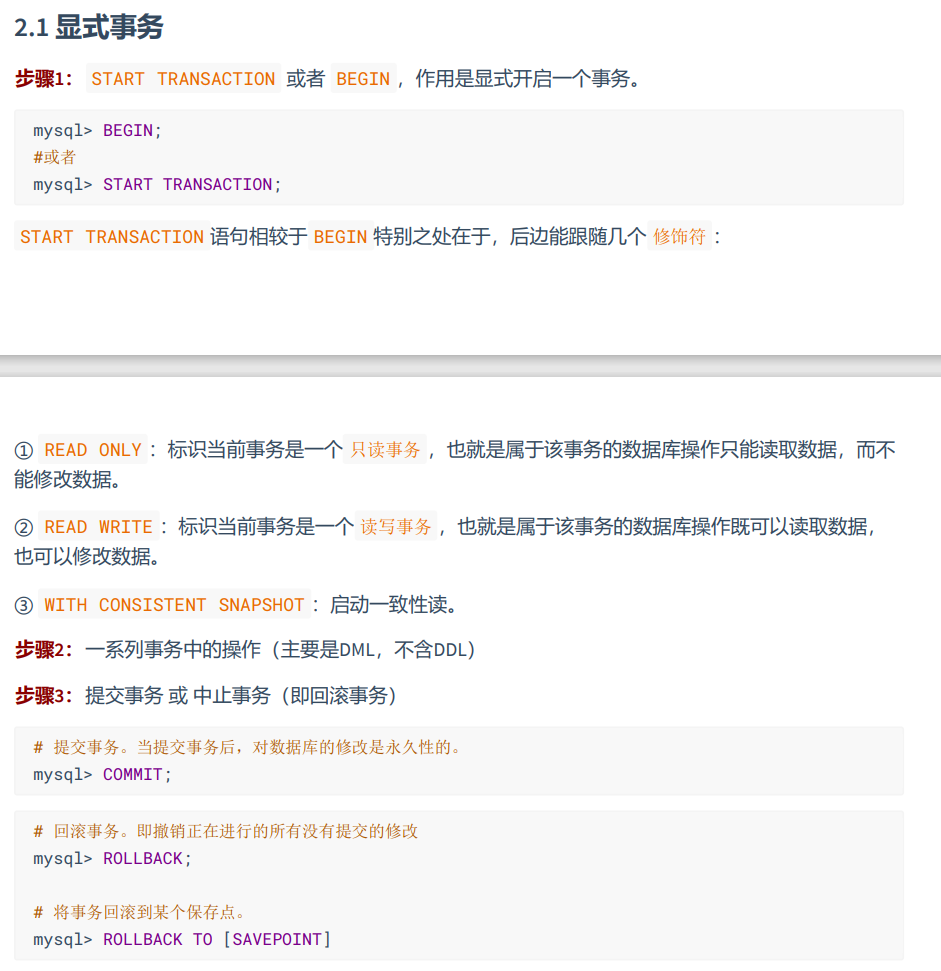 2.1 显式事务
步骤1： START TRANSACTION 或者 BEGIN ，作用是显式开启一个事务。
mysql> BEGIN;
#或者
mysql> START TRANSACTION;
START TRANSACTION 语句相较于 BEGIN 特别之处在于，后边能跟随几个 修饰符 ：
① READ ONLY ：标识当前事务是一个 只读事务 ，也就是属于该事务的数据库操作只能读取数据，而不
能修改数据。
② READ WRITE ：标识当前事务是一个 读写事务 ，也就是属于该事务的数据库操作既可以读取数据，
也可以修改数据。
③ WITH CONSISTENT SNAPSHOT ：启动一致性读。
步骤2：一系列事务中的操作（主要是DML，不含DDL）
步骤3：提交事务 或 中止事务（即回滚事务）
# 提交事务。当提交事务后，对数据库的修改是永久性的。
mysql> COMMIT;
# 回滚事务。即撤销正在进行的所有没有提交的修改
mysql> ROLLBACK;
# 将事务回滚到某个保存点。
mysql> ROLLBACK TO [SAVEPOINT]